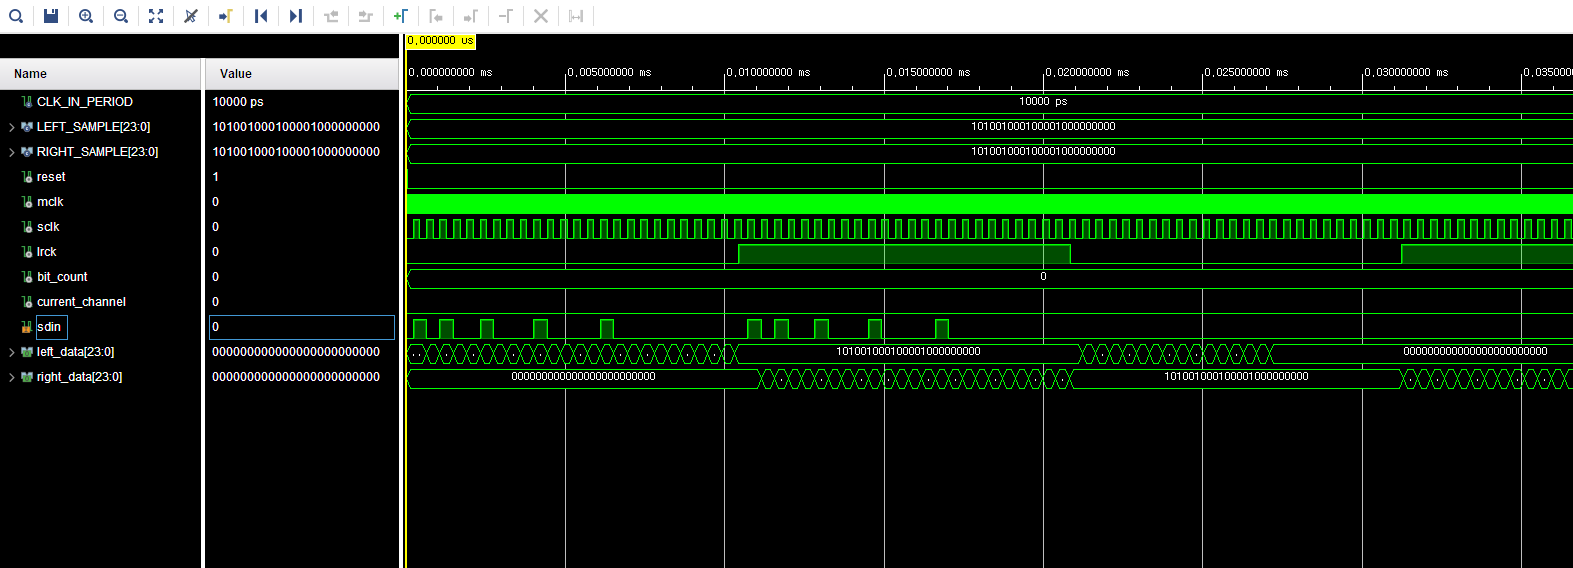 0,000000 us
Name Value
0,000000000 ms 0,005000000 ms 0,010000000 ms 0,015000000 ms 0,020000000 ms 0,025000000 ms 0,030000000 ms 0,0350000
CLK_IN_PERIOD 10000 ps 10000 ps
LEFT_SAMPLE[23:0] 101001000100001000000000 101001000100001000000000
RIGHT_SAMPLE[23:0] 101001000100001000000000 101001000100001000000000
reset 1
mclk 0
sclk 0
lrck 0
bit_count 0 0
current_channel 0
sdin 0
left_data[23:0] 000000000000000000000000 101001000100001000000000 000000000000000000000000
right_data[23:0] 000000000000000000000000 000000000000000000000000 101001000100001000000000